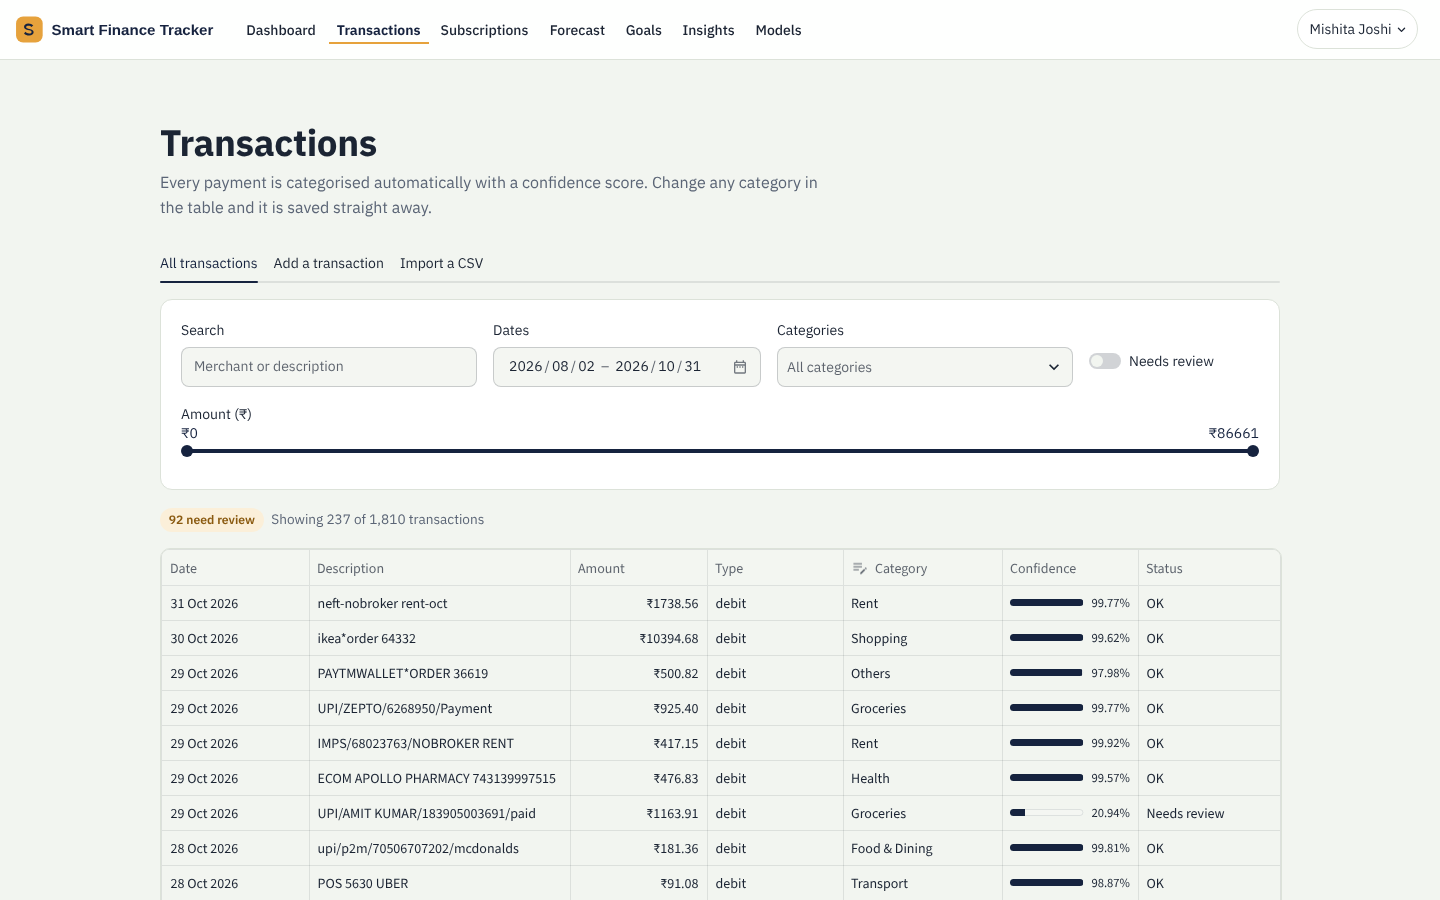 S Smart Finance Tracker Dashboard Transactions Subscriptions Forecast Goals Insights Models Mishita Joshi
Transactions
Every payment is categorised automatically with a confidence score. Change any category in
the table and it is saved straight away.
All transactions Add a transaction Import a CSV
Search Dates Categories
Merchant or description 2026/08/02 – 2026/10/31 All categories Needs review
Amount (₹)
₹0 ₹86661
92 need review Showing 237 of 1,810 transactions
Date Description Amount Type Category Confidence Status
31 Oct 2026 neft-nobroker rent-oct ₹1738.56 debit Rent 99.77% OK
30 Oct 2026 ikea*order 64332 ₹10394.68 debit Shopping 99.62% OK
29 Oct 2026 PAYTMWALLET*ORDER 36619 ₹500.82 debit Others 97.98% OK
29 Oct 2026 UPI/ZEPTO/6268950/Payment ₹925.40 debit Groceries 99.77% OK
29 Oct 2026 IMPS/68023763/NOBROKER RENT ₹417.15 debit Rent 99.92% OK
29 Oct 2026 ECOM APOLLO PHARMACY 743139997515 ₹476.83 debit Health 99.57% OK
29 Oct 2026 UPI/AMIT KUMAR/183905003691/paid ₹1163.91 debit Groceries 20.94% Needs review
28 Oct 2026 upi/p2m/70506707202/mcdonalds ₹181.36 debit Food & Dining 99.81% OK
28 Oct 2026 POS 5630 UBER ₹91.08 debit Transport 98.87% OK